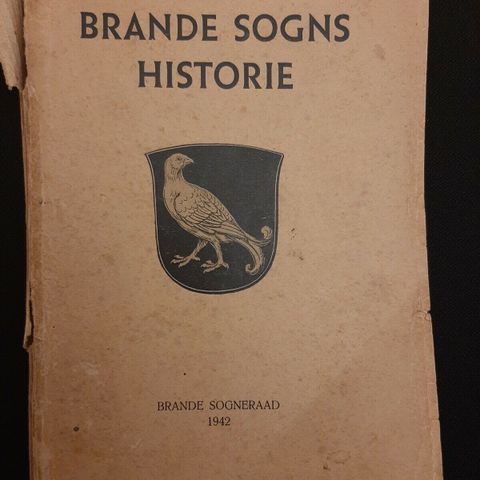 BRANDE SOGNS
HISTORIE
BRANDE SOGNERAAD
1942